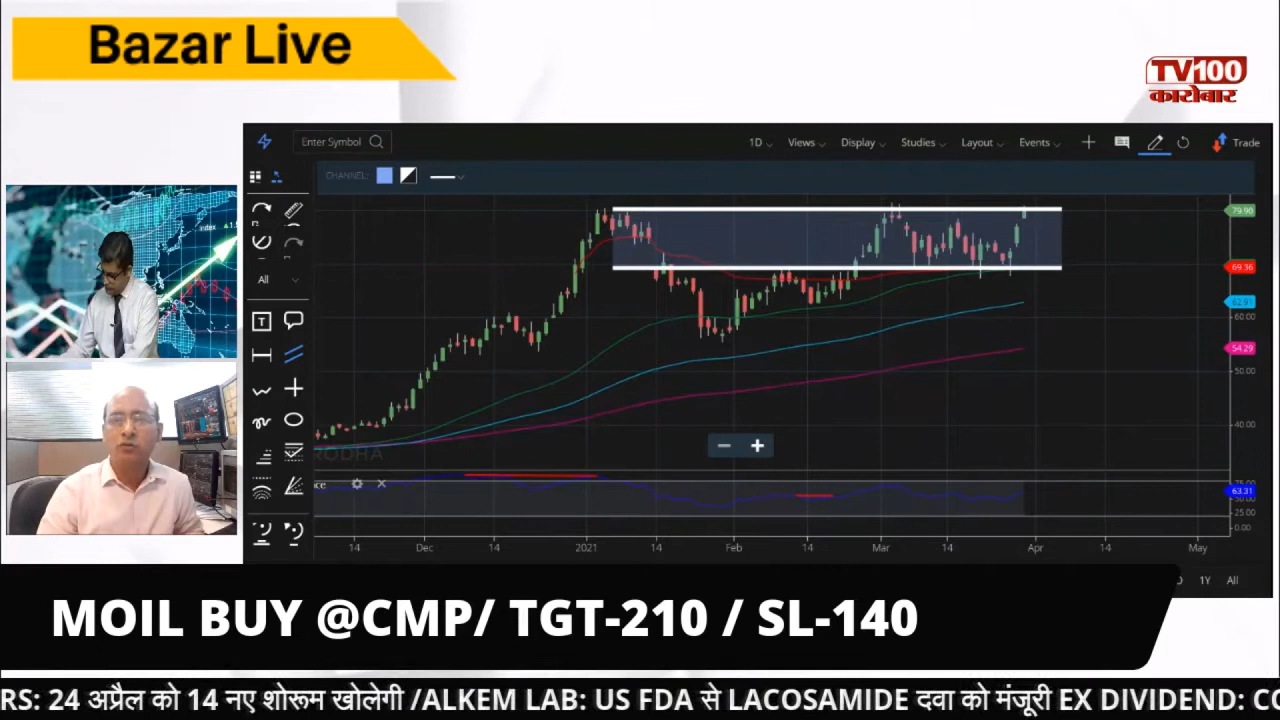 Bazar Live
TV100
कारोबार
Enter Symbol
1D Views Display Studies Layout Events Trade
CHANNEL:
All
79.90
69.36
62.91
60.00
54.29
50.00
40.00
RODHA
ce
63.31
25.00
0.00
14 Dec 14 2021 14 Feb 14 Mar 14 Apr 14 May
1Y All
MOIL BUY @CMP/ TGT-210 / SL-140
RS: 24 अप्रैल को 14 नए शोरूम खोलेगी /ALKEM LAB: US FDA से LACOSAMIDE दवा को मंजूरी EX DIVIDEND: CO